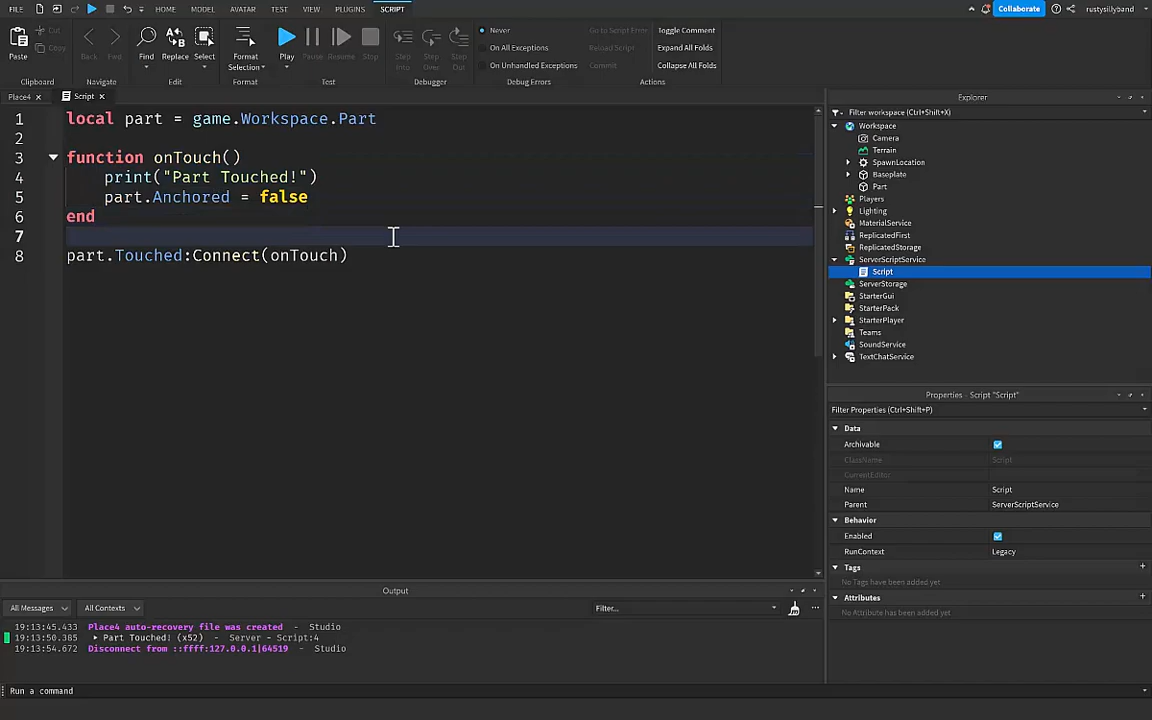 FILE HOME MODEL AVATAR TEST VIEW PLUGINS SCRIPT Collaborate rustysillyband
Paste Cut Copy Back Next Find Replace Select Format Selection Play Pause Resume Stop Step Into Step Over Step Out Never On All Exceptions On Unhandled Exceptions Go to Script Error Reload Script Commit Toggle Comment Expand All Folds Collapse All Folds
Clipboard Navigate Edit Format Test Debugger Debug Errors Actions
Place4 Script
1 local part = game.Workspace.Part
2
3 function onTouch()
4 print("Part Touched!")
5 part.Anchored = false
6 end
7
8 part.Touched:Connect(onTouch)
Explorer
Filter workspace (Ctrl+Shift+X)
Workspace
Camera
Terrain
SpawnLocation
Baseplate
Part
Players
Lighting
MaterialService
ReplicatedFirst
ReplicatedStorage
ServerScriptService
Script
ServerStorage
StarterGui
StarterPack
StarterPlayer
Teams
SoundService
TextChatService
Properties - Script "Script"
Filter Properties (Ctrl+Shift+P)
Data
Archivable
ClassName Script
CurrentEditor
Name Script
Parent ServerScriptService
Behavior
Enabled
RunContext Legacy
Tags +
No Tags have been added yet
Attributes +
No Attribute has been added yet
Output
All Messages All Contexts Filter...
19:13:45.433 Place4 auto-recovery file was created - Studio
19:13:50.385 Part Touched! (x52) - Server - Script:4
19:13:54.672 Disconnect from ::ffff:127.0.0.1|64519 - Studio
Run a command